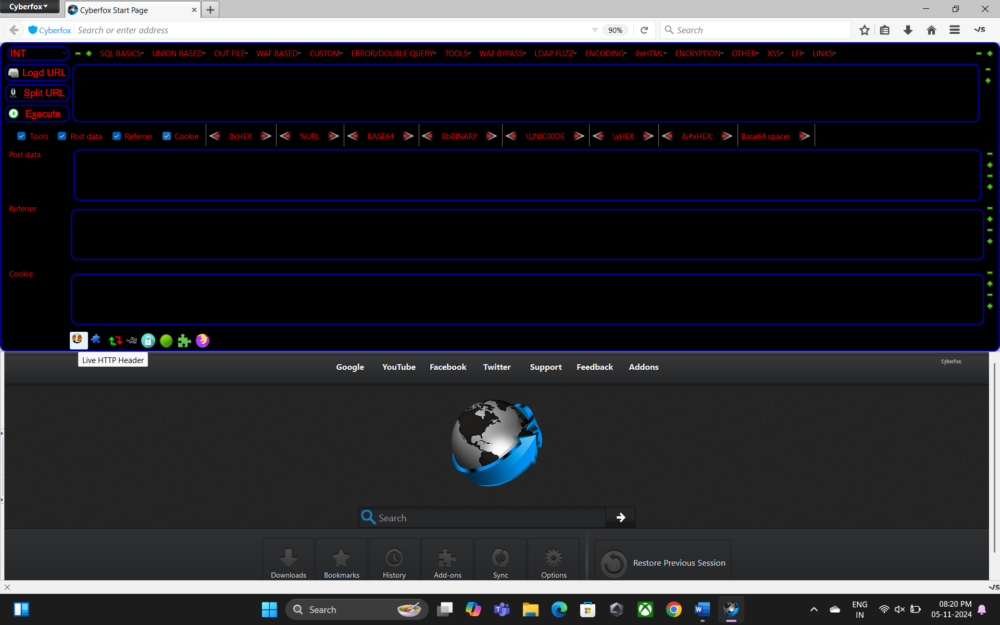 Cyberfox
Cyberfox Start Page
Cyberfox Search or enter address 90% Search
INT SQL BASICS UNION BASED OUT FILE WAF BASED CUSTOM ERROR/DOUBLE QUERY TOOLS WAF BYPASS LDAP FUZZ ENCODING 0xHTML ENCRYPTION OTHER XSS LFI LINKS
Load URL
Split URL
Execute
Tools Post data Referrer Cookie 0xHEX %URL BASE64 0bBINARY \UNIC00DE \xHEX &#xHEX; Base64 spacer
Post data
Referrer
Cookie
Live HTTP Header
Google YouTube Facebook Twitter Support Feedback Addons CyberFox
Search
Restore Previous Session
Downloads Bookmarks History Add-ons Sync Options
Search
ENG
IN
08:20 PM
05-11-2024